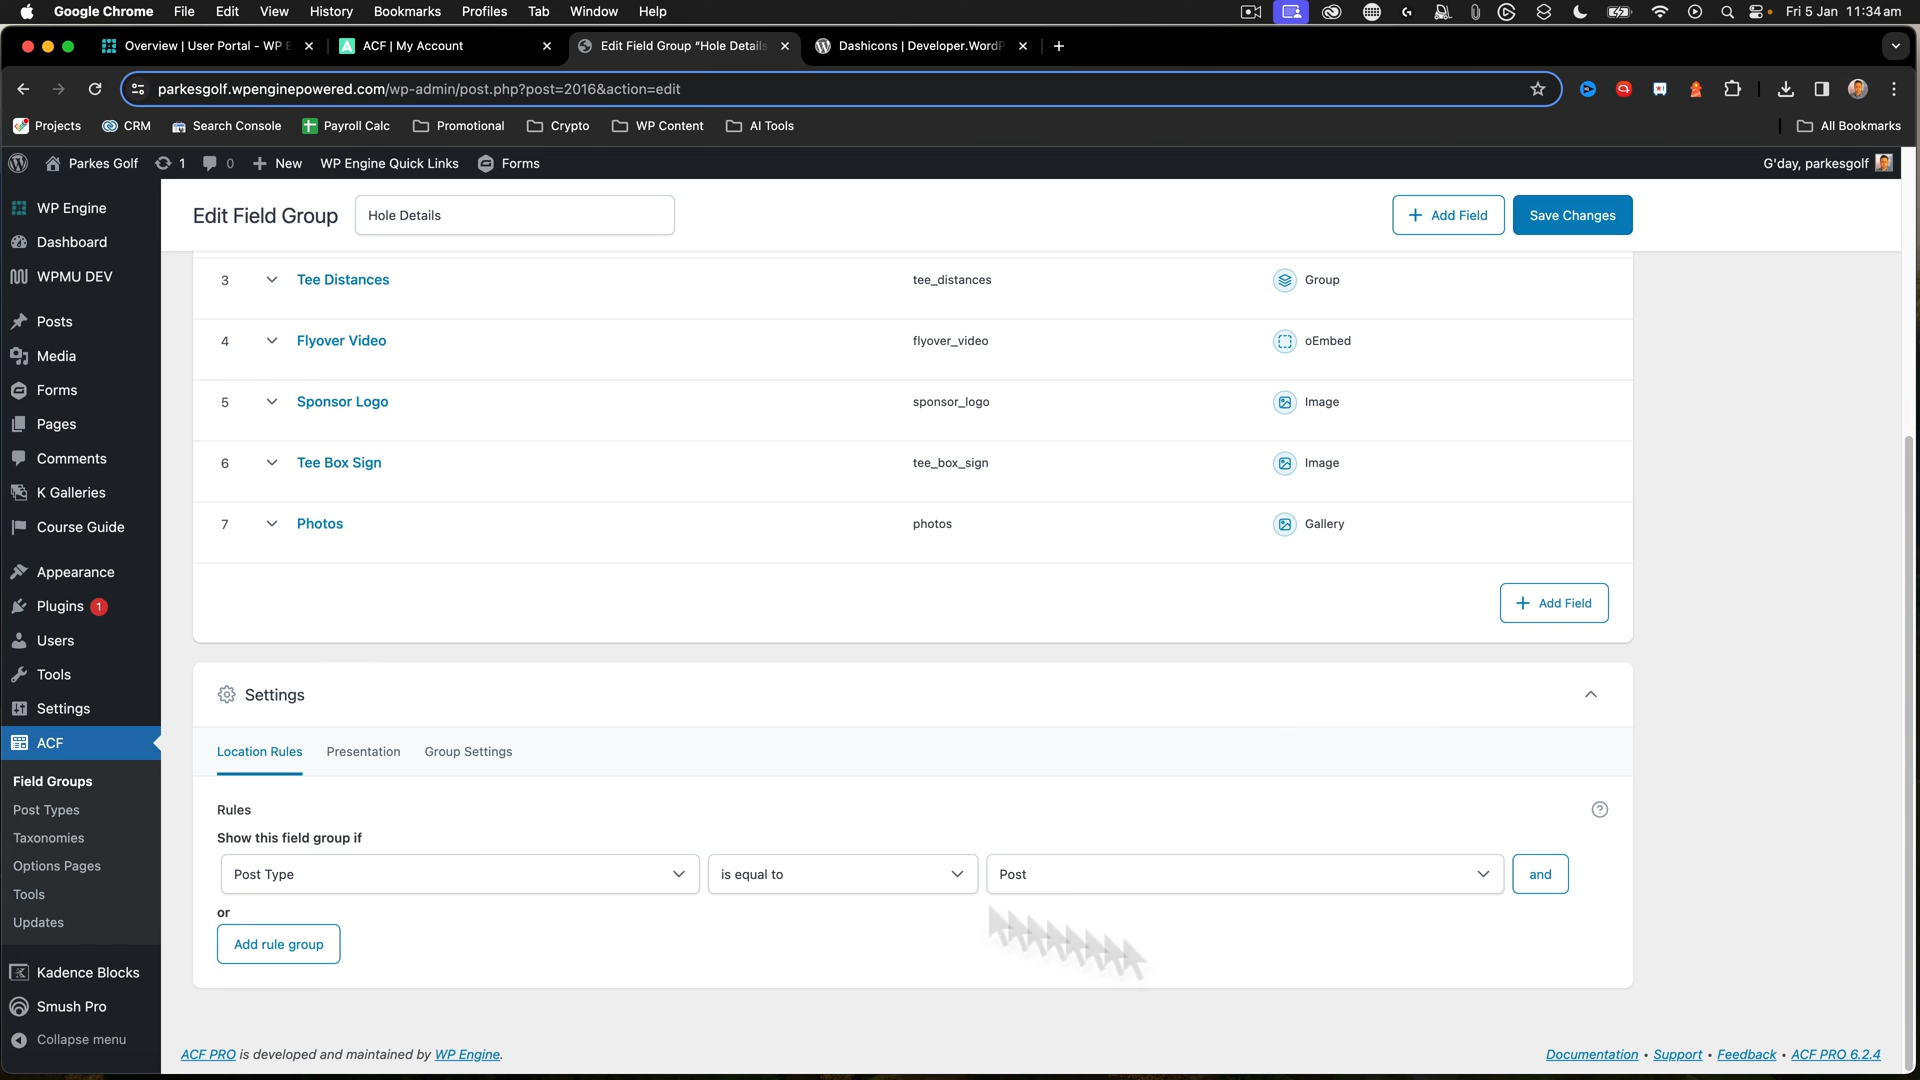 Google Chrome File Edit View History Bookmarks Profiles Tab Window Help Fri 5 Jan 11:34 am
Overview | User Portal - WP E ACF | My Account Edit Field Group "Hole Details Dashicons | Developer.WordP
parkesgolf.wpenginepowered.com/wp-admin/post.php?post=2016&action=edit
Projects CRM Search Console Payroll Calc Promotional Crypto WP Content AI Tools All Bookmarks
Parkes Golf 1 0 New WP Engine Quick Links Forms G'day, parkesgolf
WP Engine
Dashboard
WPMU DEV
Posts
Media
Forms
Pages
Comments
K Galleries
Course Guide
Appearance
Plugins 1
Users
Tools
Settings
ACF
Field Groups
Post Types
Taxonomies
Options Pages
Tools
Updates
Kadence Blocks
Smush Pro
Collapse menu
Edit Field Group Hole Details + Add Field Save Changes
3 Tee Distances tee_distances Group
4 Flyover Video flyover_video oEmbed
5 Sponsor Logo sponsor_logo Image
6 Tee Box Sign tee_box_sign Image
7 Photos photos Gallery
+ Add Field
Settings
Location Rules Presentation Group Settings
Rules
Show this field group if
Post Type is equal to Post and
or
Add rule group
ACF PRO is developed and maintained by WP Engine. Documentation • Support • Feedback • ACF PRO 6.2.4